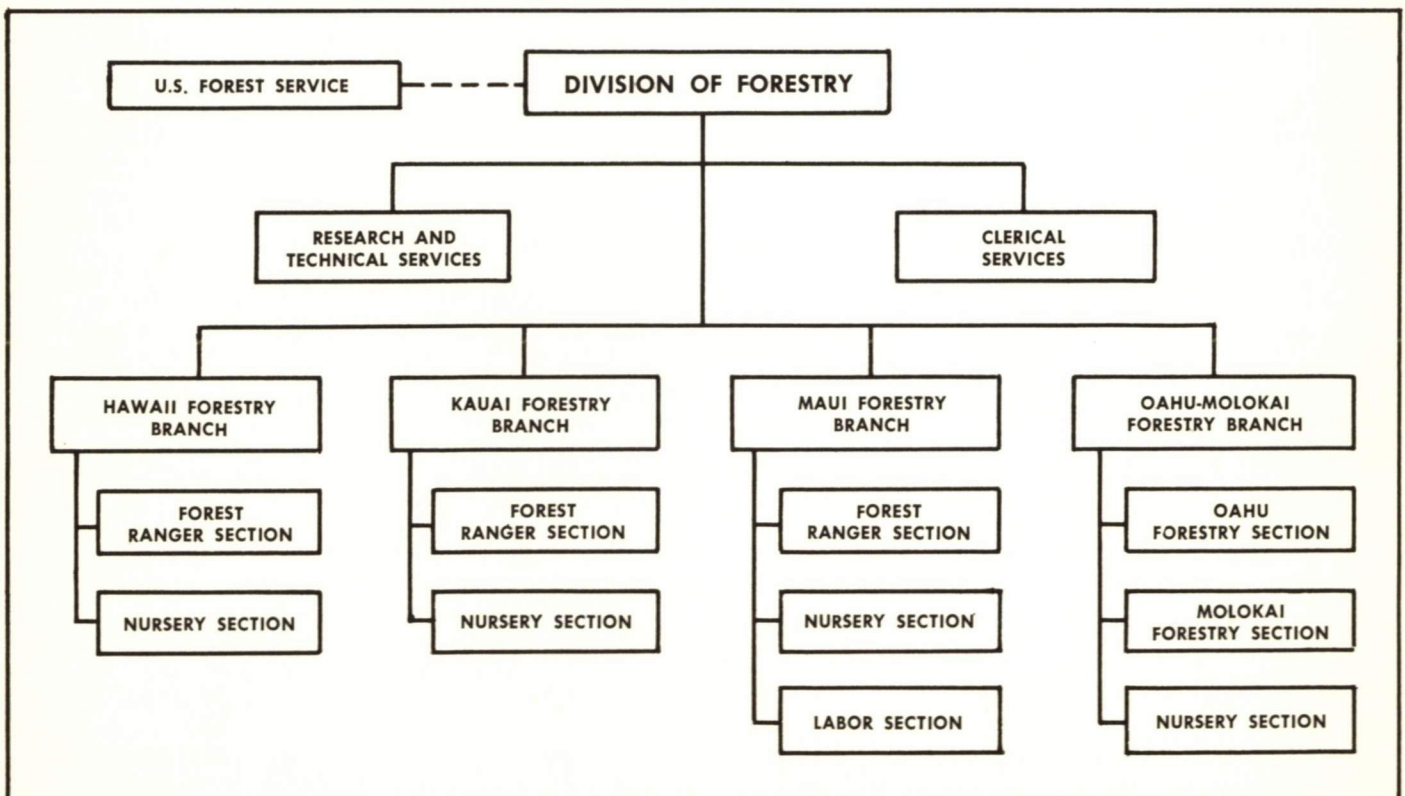 U.S. FOREST SERVICE
DIVISION OF FORESTRY
RESEARCH AND
TECHNICAL SERVICES
CLERICAL
SERVICES
HAWAII FORESTRY
BRANCH
FOREST
RANGER SECTION
NURSERY SECTION
KAUAI FORESTRY
BRANCH
FOREST
RANGER SECTION
NURSERY SECTION
MAUI FORESTRY
BRANCH
FOREST
RANGER SECTION
NURSERY SECTION
LABOR SECTION
OAHU-MOLOKAI
FORESTRY BRANCH
OAHU
FORESTRY SECTION
MOLOKAI
FORESTRY SECTION
NURSERY SECTION